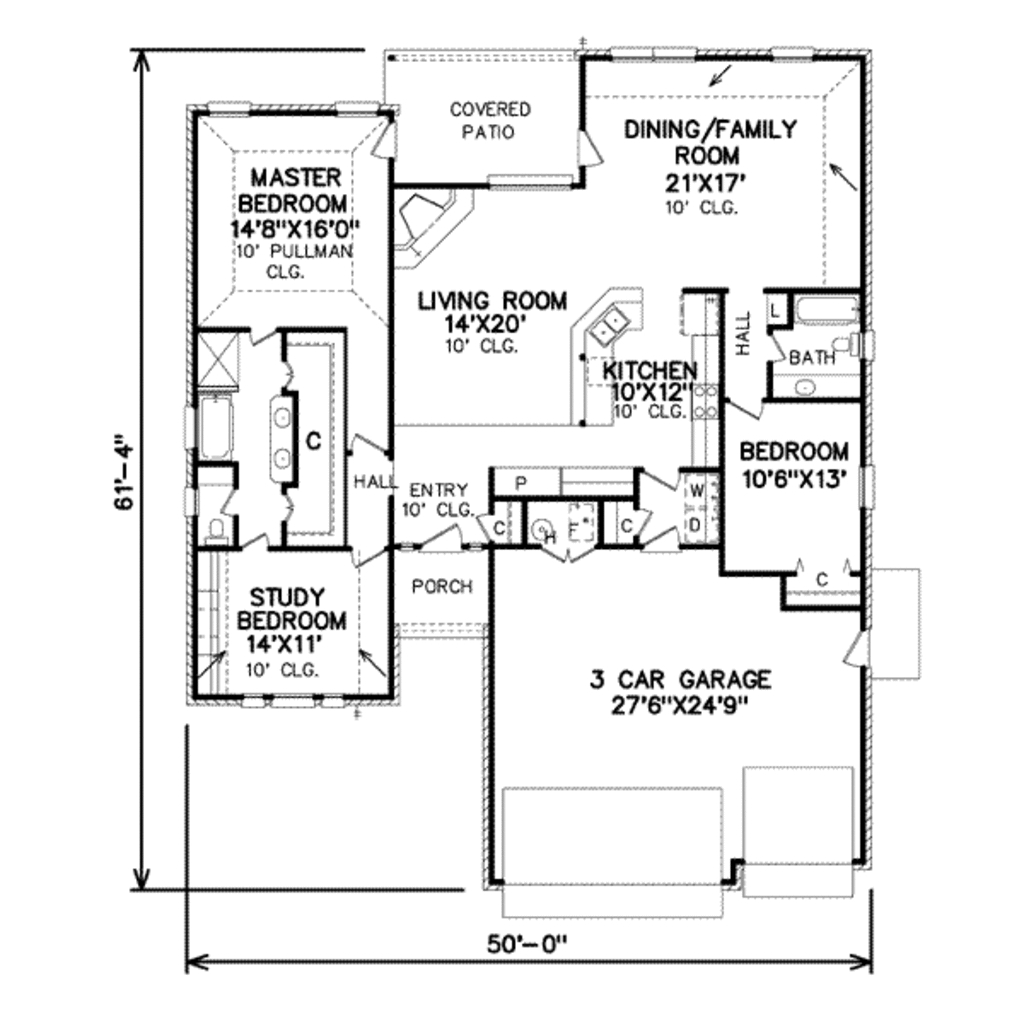 COVERED
PATIO
DINING/FAMILY
ROOM
21'X17'
10' CLG.
MASTER
BEDROOM
14'8"X16'0"
10' PULLMAN
CLG.
LIVING ROOM
14'X20'
10' CLG.
HALL
L
BATH
KITCHEN
10'X12"
10' CLG.
C
BEDROOM
10'6"X13'
HALL
ENTRY
10' CLG.
P
W
D
C
H
F
C
C
61'-4"
PORCH
STUDY
BEDROOM
14'X11'
10' CLG.
3 CAR GARAGE
27'6"X24'9"
50'-0"